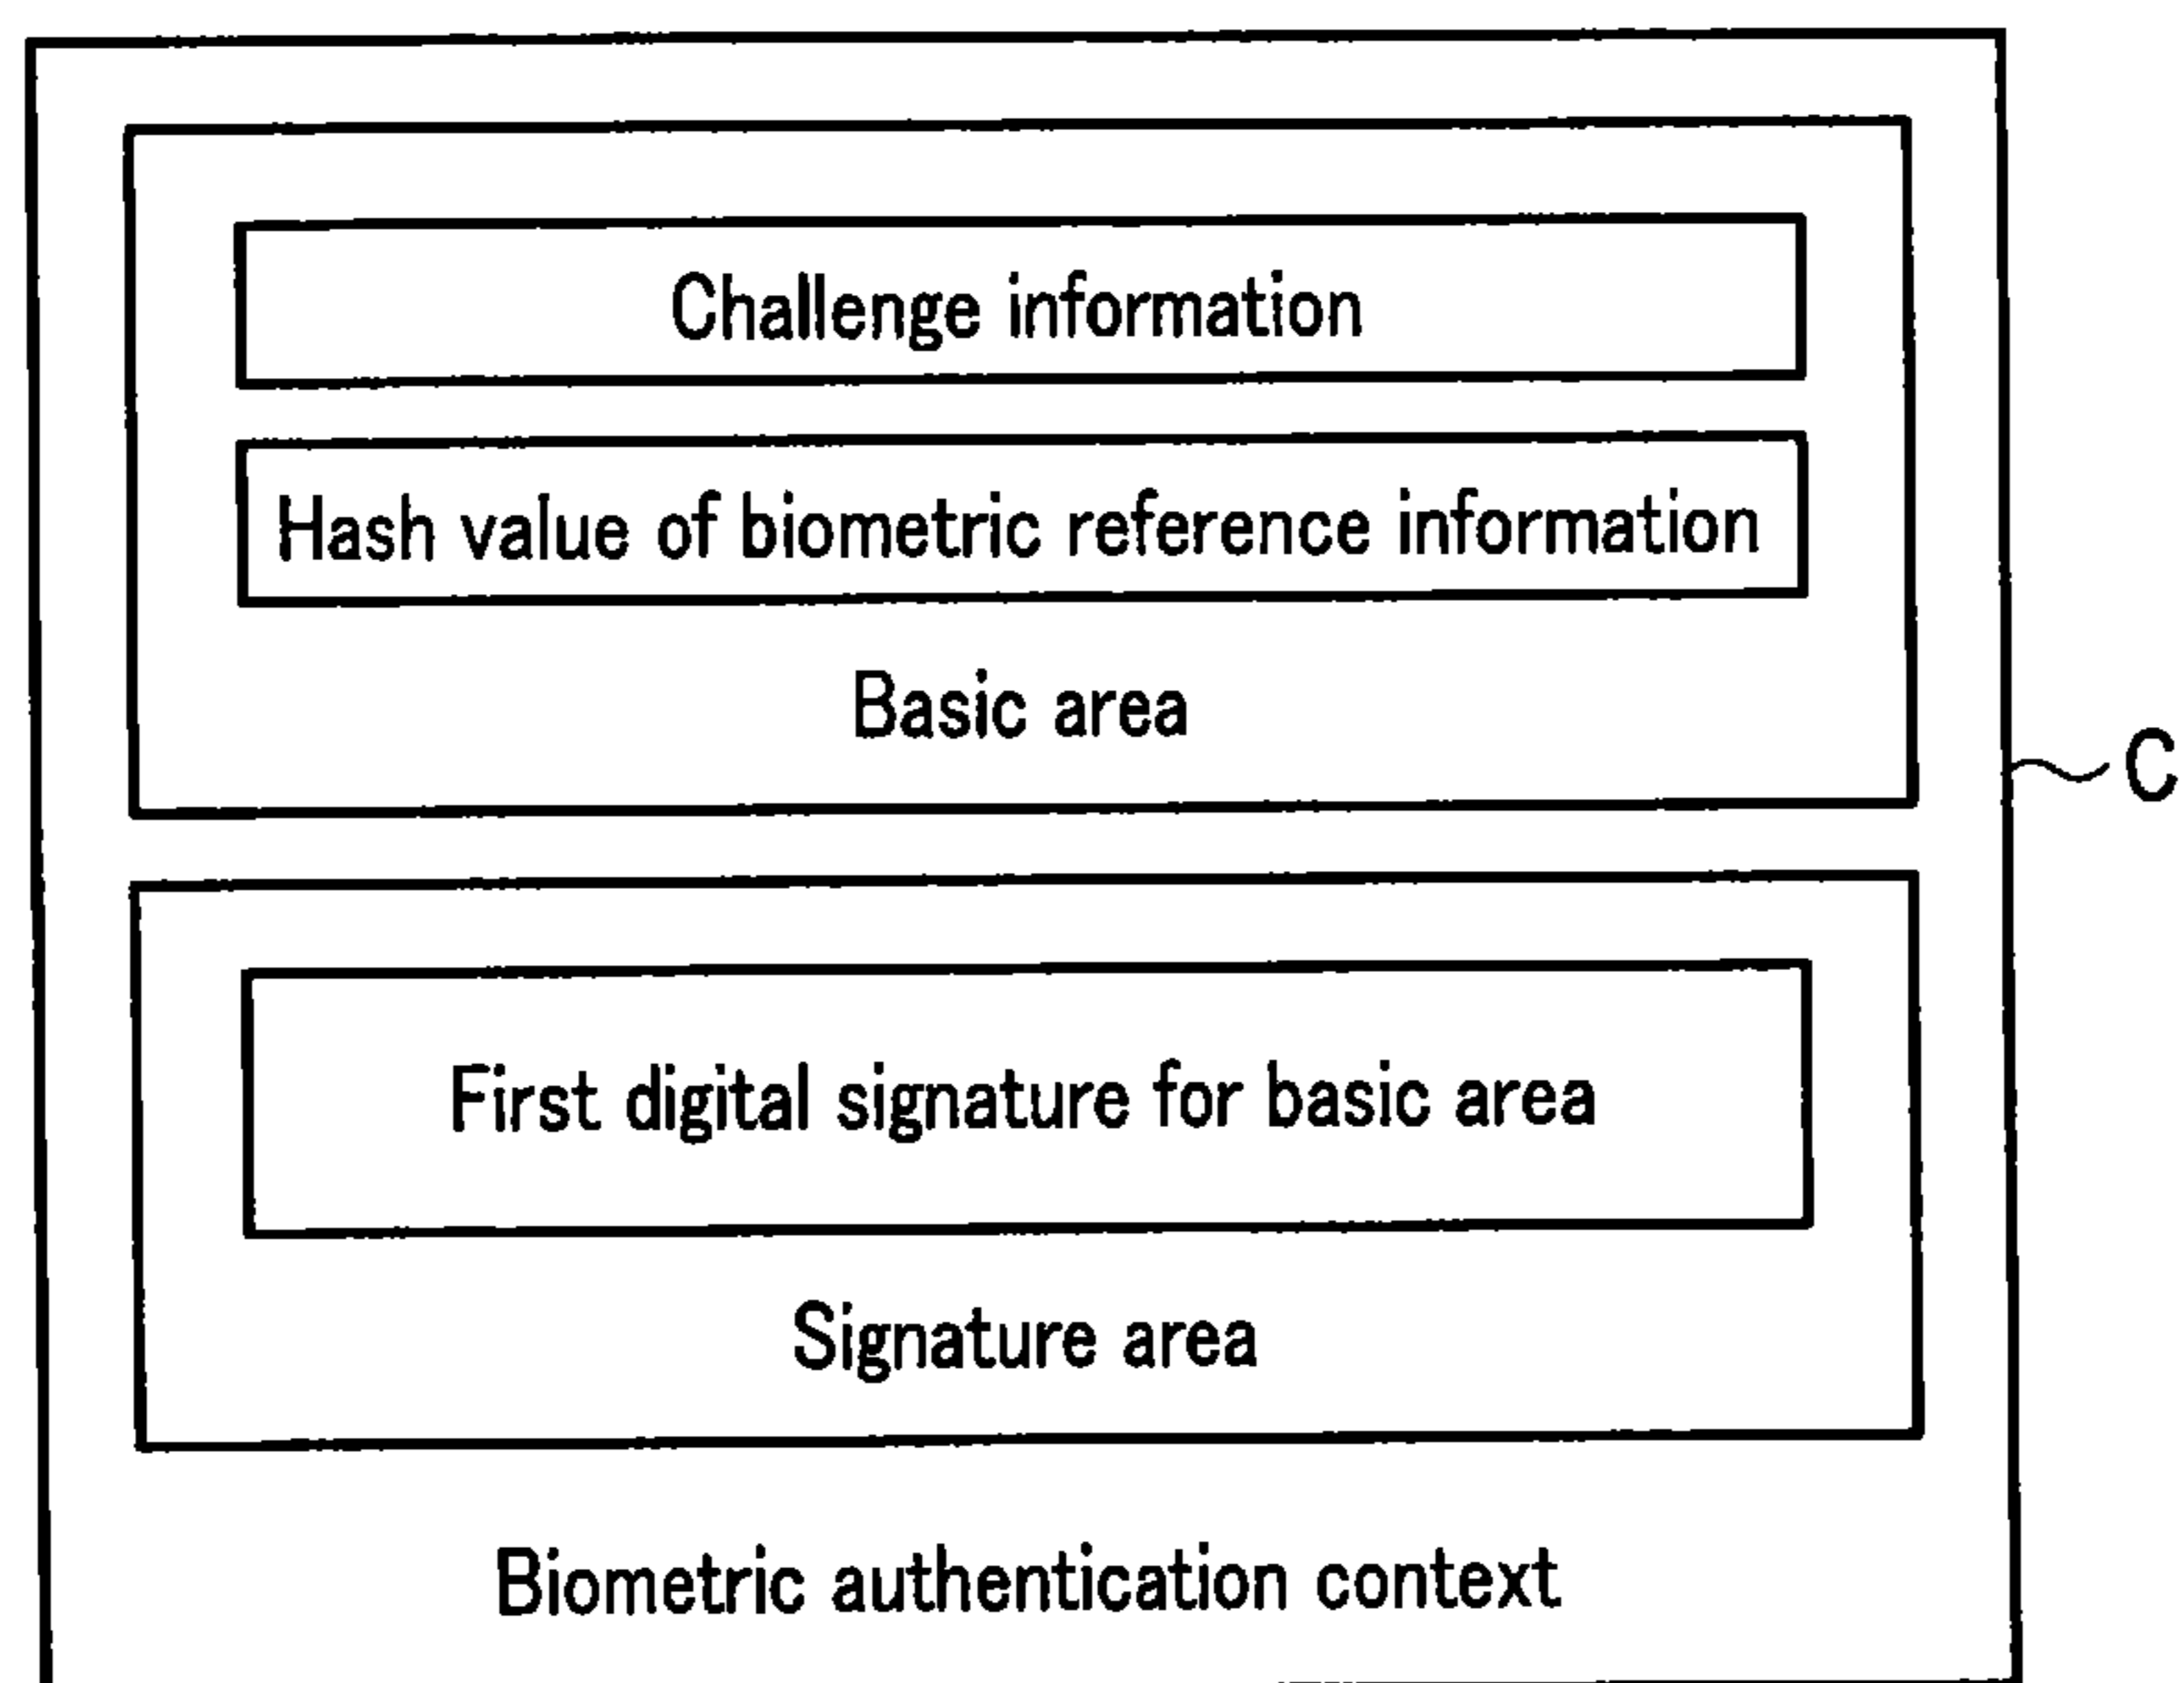 Challenge information
Hash value of biometric reference information
Basic area
C
First digital signature for basic area
Signature area
Biometric authentication context